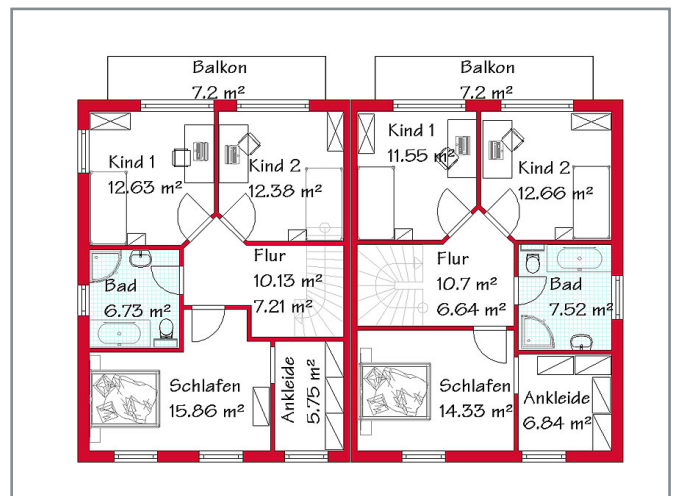 Balkon
7.2 m²
Balkon
7.2 m²
Kind 1
12.63 m²
Kind 2
12.38 m²
Kind 1
11.55 m²
Kind 2
12.66 m²
Flur
10.13 m²
7.21 m²
Flur
10.7 m²
6.64 m²
Bad
6.73 m²
Bad
7.52 m²
Schlafen
15.86 m²
Ankleide
5.75 m²
Schlafen
14.33 m²
Ankleide
6.84 m²